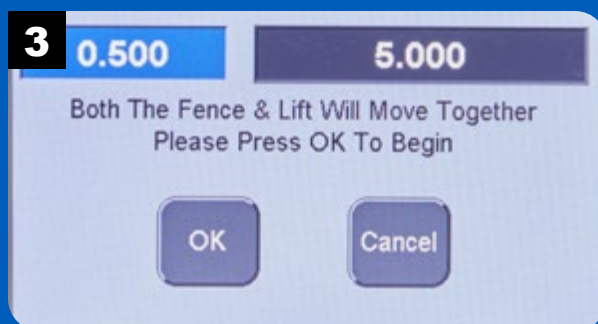 3
0.500 5.000
Both The Fence & Lift Will Move Together
Please Press OK To Begin
OK Cancel